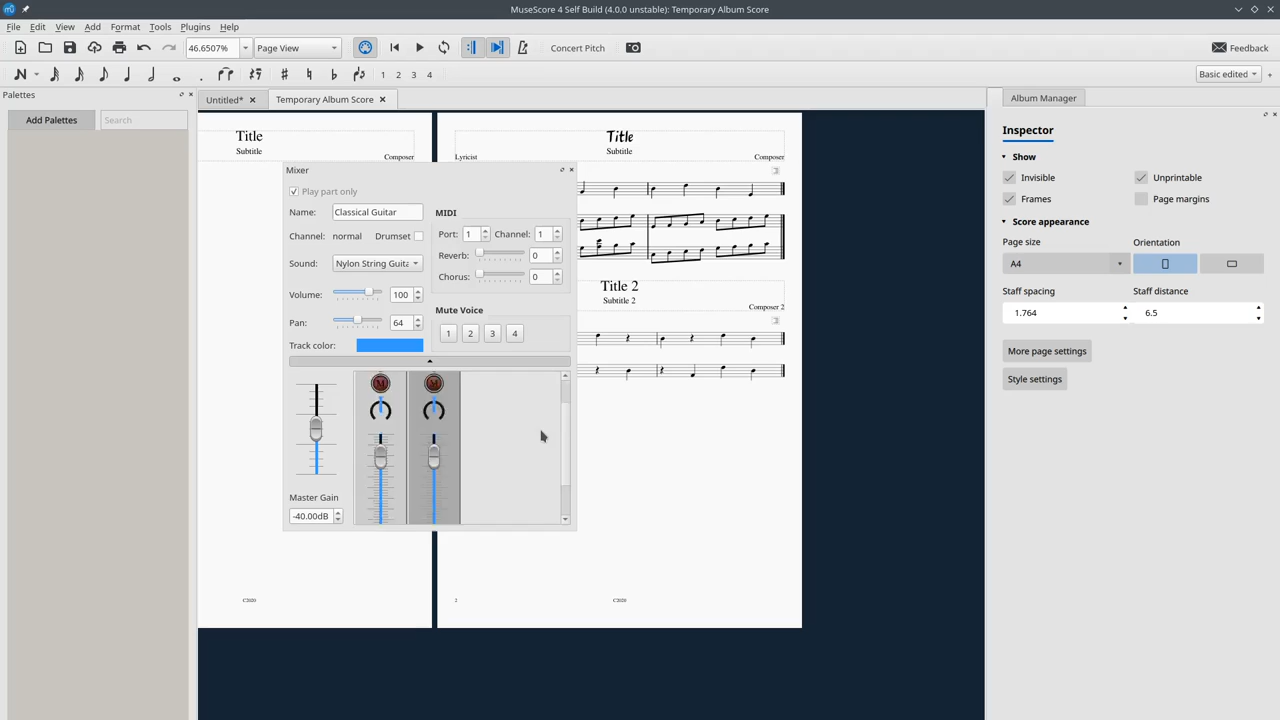 MuseScore 4 Self Build (4.0.0 unstable): Temporary Album Score
File Edit View Add Format Tools Plugins Help
46.6507% Page View Concert Pitch Feedback
1 2 3 4 Basic edited +
Palettes
Untitled* Temporary Album Score
Album Manager
Add Palettes Search
Inspector
Show
Invisible Unprintable
Frames Page margins
Score appearance
Page size Orientation
A4
Staff spacing Staff distance
1.764 6.5
More page settings
Style settings
Title
Subtitle
Composer
C2020
Title
Subtitle
Lyricist Composer
Title 2
Subtitle 2
Composer 2
2 C2020
Mixer
Play part only
Name: Classical Guitar
Channel: normal Drumset
Sound: Nylon String Guita
Volume: 100
Pan: 64
Track color:
MIDI
Port: 1 Channel: 1
Reverb: 0
Chorus: 0
Mute Voice
1 2 3 4
M M
Master Gain
-40.00dB